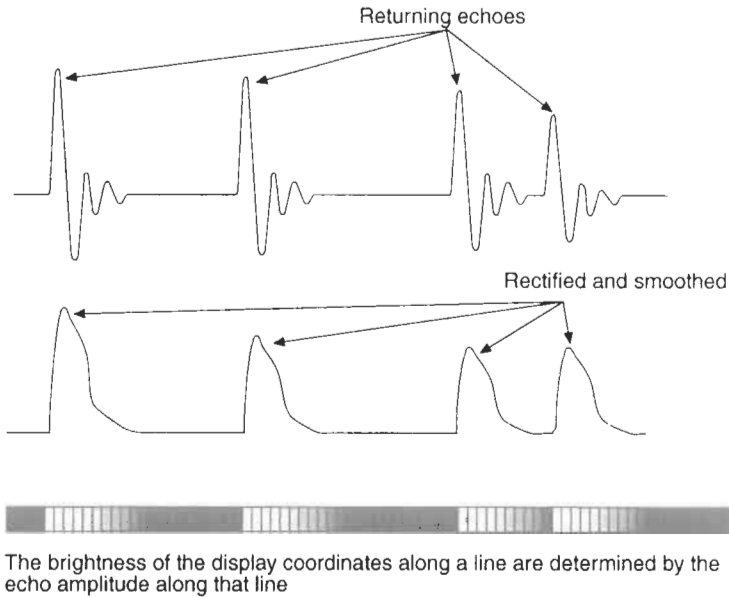 Returning echoes
Rectified and smoothed
The brightness of the display coordinates along a line are determined by the
echo amplitude along that line